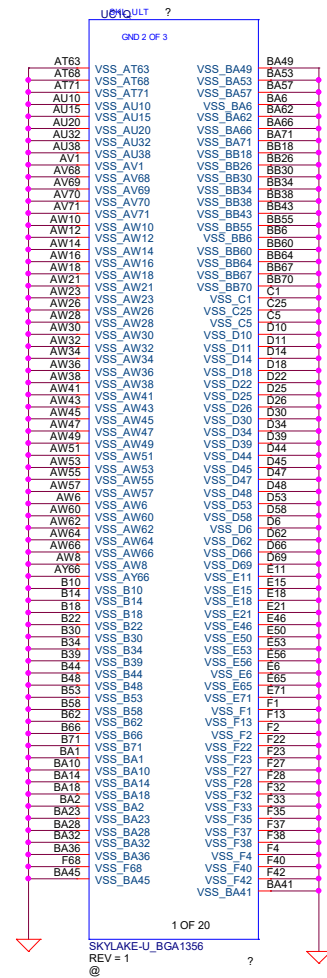 UC1Q
SKL_ULT
?
GND 2 OF 3
AT63 VSS_AT63 VSS_BA49 BA49
AT68 VSS_AT68 VSS_BA53 BA53
AT71 VSS_AT71 VSS_BA57 BA57
AU10 VSS_AU10 VSS_BA6 BA6
AU15 VSS_AU15 VSS_BA62 BA62
AU20 VSS_AU20 VSS_BA66 BA66
AU32 VSS_AU32 VSS_BA71 BA71
AU38 VSS_AU38 VSS_BB18 BB18
AV1 VSS_AV1 VSS_BB26 BB26
AV68 VSS_AV68 VSS_BB30 BB30
AV69 VSS_AV69 VSS_BB34 BB34
AV70 VSS_AV70 VSS_BB38 BB38
AV71 VSS_AV71 VSS_BB43 BB43
AW10 VSS_AW10 VSS_BB55 BB55
AW12 VSS_AW12 VSS_BB6 BB6
AW14 VSS_AW14 VSS_BB60 BB60
AW16 VSS_AW16 VSS_BB64 BB64
AW18 VSS_AW18 VSS_BB67 BB67
AW21 VSS_AW21 VSS_BB70 BB70
AW23 VSS_AW23 VSS_C1 C1
AW26 VSS_AW26 VSS_C25 C25
AW28 VSS_AW28 VSS_C5 C5
AW30 VSS_AW30 VSS_D10 D10
AW32 VSS_AW32 VSS_D11 D11
AW34 VSS_AW34 VSS_D14 D14
AW36 VSS_AW36 VSS_D18 D18
AW38 VSS_AW38 VSS_D22 D22
AW41 VSS_AW41 VSS_D25 D25
AW43 VSS_AW43 VSS_D26 D26
AW45 VSS_AW45 VSS_D30 D30
AW47 VSS_AW47 VSS_D34 D34
AW49 VSS_AW49 VSS_D39 D39
AW51 VSS_AW51 VSS_D44 D44
AW53 VSS_AW53 VSS_D45 D45
AW55 VSS_AW55 VSS_D47 D47
AW57 VSS_AW57 VSS_D48 D48
AW6 VSS_AW6 VSS_D53 D53
AW60 VSS_AW60 VSS_D58 D58
AW62 VSS_AW62 VSS_D6 D6
AW64 VSS_AW64 VSS_D62 D62
AW66 VSS_AW66 VSS_D66 D66
AW8 VSS_AW8 VSS_D69 D69
AY66 VSS_AY66 VSS_E11 E11
B10 VSS_B10 VSS_E15 E15
B14 VSS_B14 VSS_E18 E18
B18 VSS_B18 VSS_E21 E21
B22 VSS_B22 VSS_E46 E46
B30 VSS_B30 VSS_E50 E50
B34 VSS_B34 VSS_E53 E53
B39 VSS_B39 VSS_E56 E56
B44 VSS_B44 VSS_E6 E6
B48 VSS_B48 VSS_E65 E65
B53 VSS_B53 VSS_E71 E71
B58 VSS_B58 VSS_F1 F1
B62 VSS_B62 VSS_F13 F13
B66 VSS_B66 VSS_F2 F2
B71 VSS_B71 VSS_F22 F22
BA1 VSS_BA1 VSS_F23 F23
BA10 VSS_BA10 VSS_F27 F27
BA14 VSS_BA14 VSS_F28 F28
BA18 VSS_BA18 VSS_F32 F32
BA2 VSS_BA2 VSS_F33 F33
BA23 VSS_BA23 VSS_F35 F35
BA28 VSS_BA28 VSS_F37 F37
BA32 VSS_BA32 VSS_F38 F38
BA36 VSS_BA36 VSS_F4 F4
F68 VSS_F68 VSS_F40 F40
BA45 VSS_BA45 VSS_F42 F42
VSS_BA41 BA41
1 OF 20
SKYLAKE-U_BGA1356
REV = 1
?
@